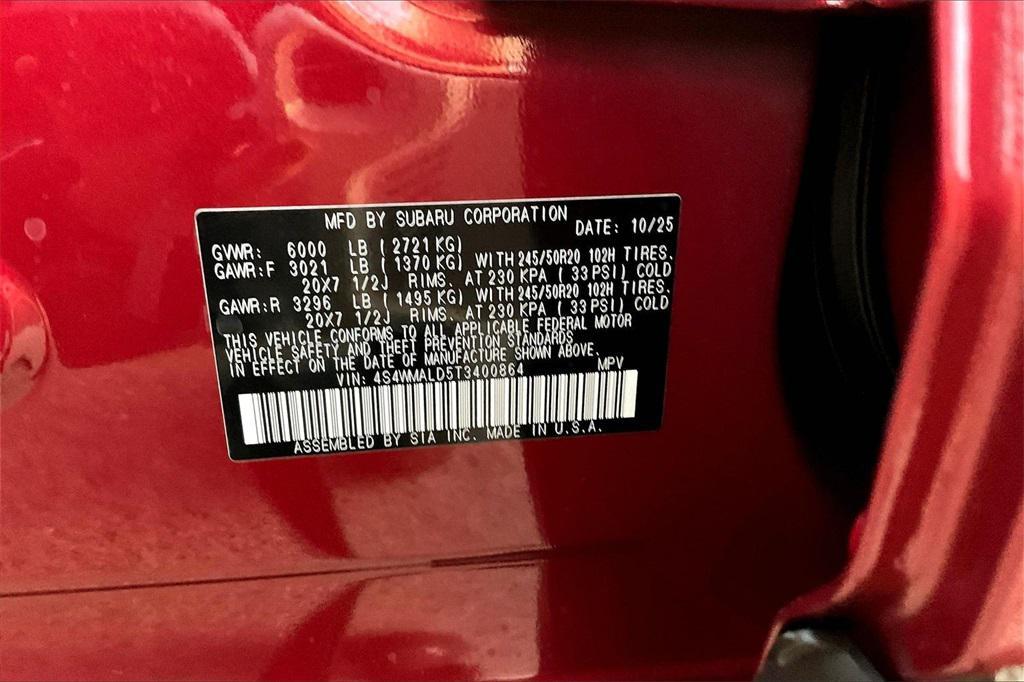 MFD BY SUBARU CORPORATION DATE: 10/25
GVWR: 6000 LB (2721 KG)
GAWR: F 3021 LB (1370 KG) WITH 245/50R20 102H TIRES.
20X7 1/2J RIMS. AT 230 KPA (33 PSI) COLD
GAWR: R 3296 LB (1495 KG) WITH 245/50R20 102H TIRES.
20X7 1/2J RIMS. AT 230 KPA (33 PSI) COLD
THIS VEHICLE CONFORMS TO ALL APPLICABLE FEDERAL MOTOR
VEHICLE SAFETY AND THEFT PREVENTION STANDARDS
IN EFFECT ON THE DATE OF MANUFACTURE SHOWN ABOVE.
VIN: 4S4WMALD5T3400864 MPV
ASSEMBLED BY SIA INC. MADE IN U.S.A.